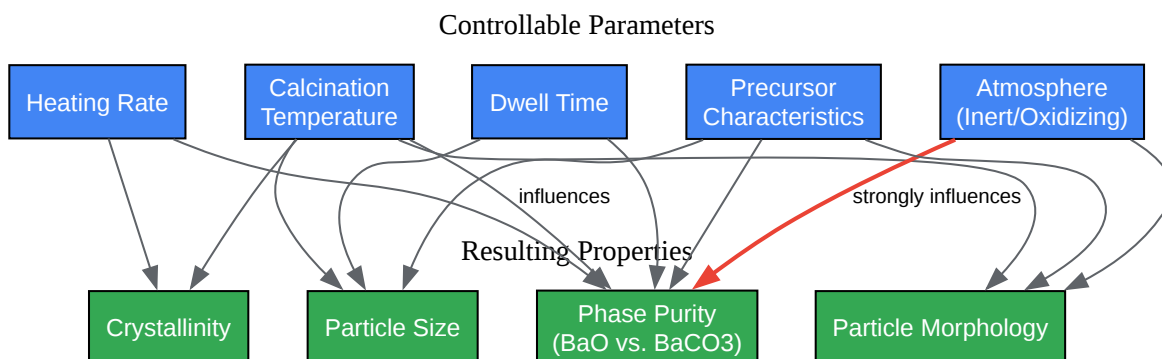 Controllable Parameters
Heating Rate
Calcination
Temperature
Dwell Time
Precursor
Characteristics
Atmosphere
(Inert/Oxidizing)
influences
strongly influences
Resulting Properties
Crystallinity
Particle Size
Phase Purity
(BaO vs. BaCO3)
Particle Morphology